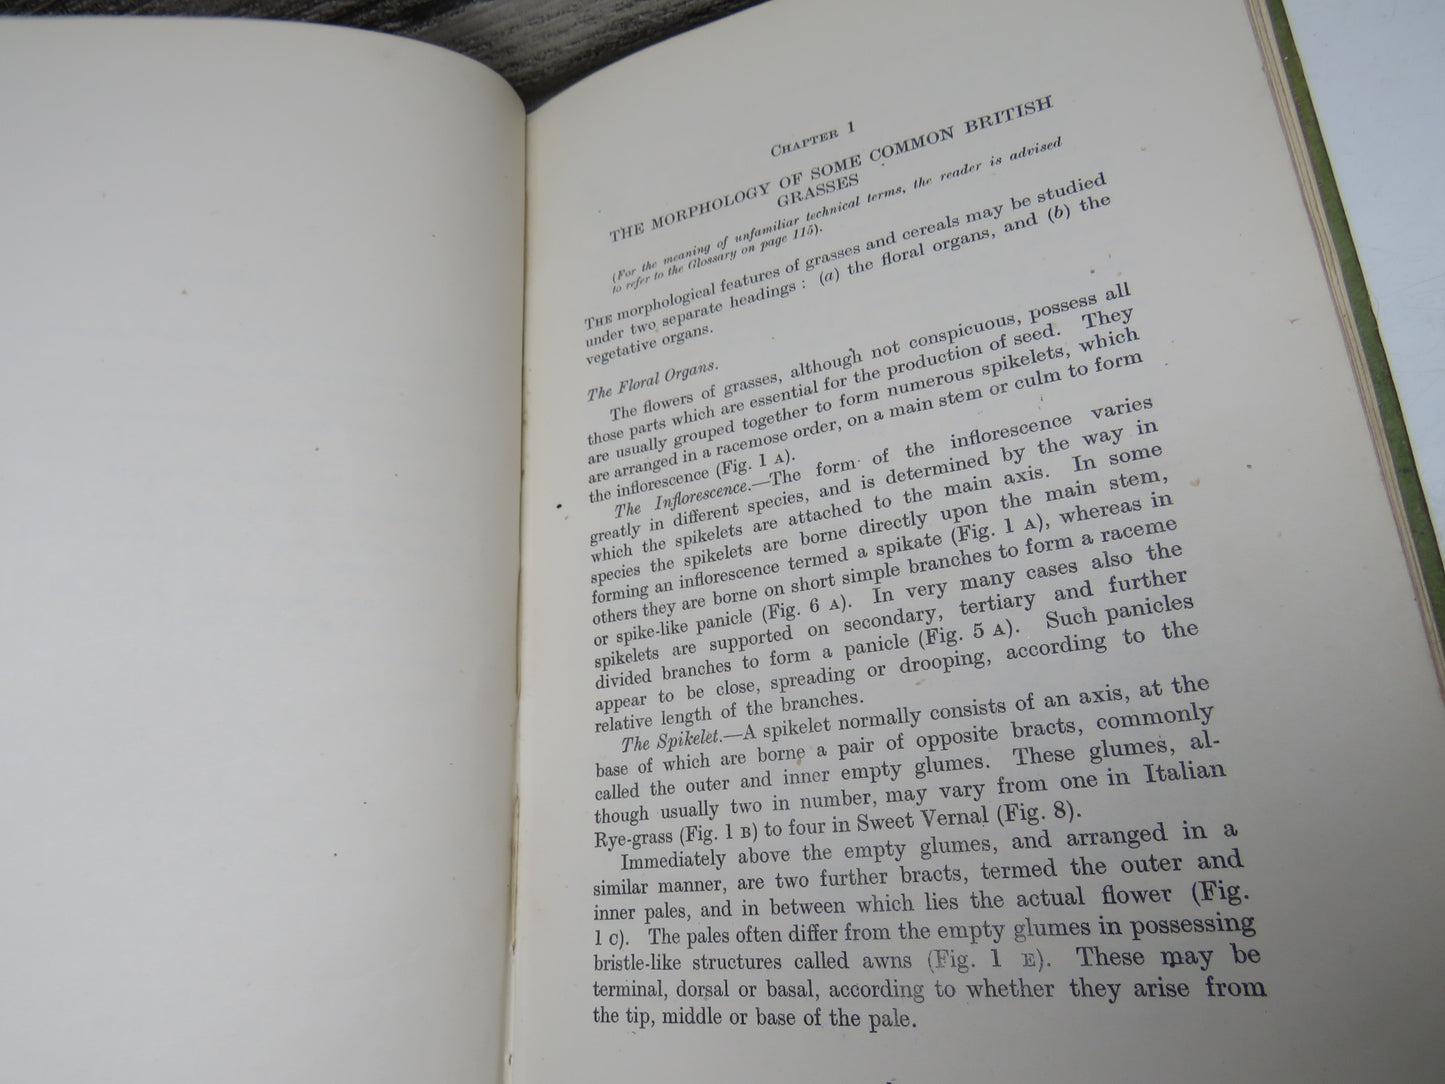 CHAPTER 1
THE MORPHOLOGY OF SOME COMMON BRITISH
GRASSES
(For the meaning of unfamiliar technical terms, the reader is advised
to refer to the Glossary on page 115).
THE morphological features of grasses and cereals may be studied
under two separate headings : (a) the floral organs, and (b) the
vegetative organs.
The Floral Organs.
The flowers of grasses, although not conspicuous, possess all
those parts which are essential for the production of seed. They
are usually grouped together to form numerous spikelets, which
are arranged in a racemose order, on a main stem or culm to form
the inflorescence (Fig. 1 A).
The Inflorescence.—The form of the inflorescence varies
greatly in different species, and is determined by the way in
which the spikelets are attached to the main axis. In some
species the spikelets are borne directly upon the main stem,
forming an inflorescence termed a spikate (Fig. 1 A), whereas in
others they are borne on short simple branches to form a raceme
or spike-like panicle (Fig. 6 A). In very many cases also the
spikelets are supported on secondary, tertiary and further
divided branches to form a panicle (Fig. 5 A). Such panicles
appear to be close, spreading or drooping, according to the
relative length of the branches.
The Spikelet.—A spikelet normally consists of an axis, at the
base of which are borne a pair of opposite bracts, commonly
called the outer and inner empty glumes. These glumes, al-
though usually two in number, may vary from one in Italian
Rye-grass (Fig. 1 B) to four in Sweet Vernal (Fig. 8).
Immediately above the empty glumes, and arranged in a
similar manner, are two further bracts, termed the outer and
inner pales, and in between which lies the actual flower (Fig.
1 C). The pales often differ from the empty glumes in possessing
bristle-like structures called awns (Fig. 1 E). These may be
terminal, dorsal or basal, according to whether they arise from
the tip, middle or base of the pale.